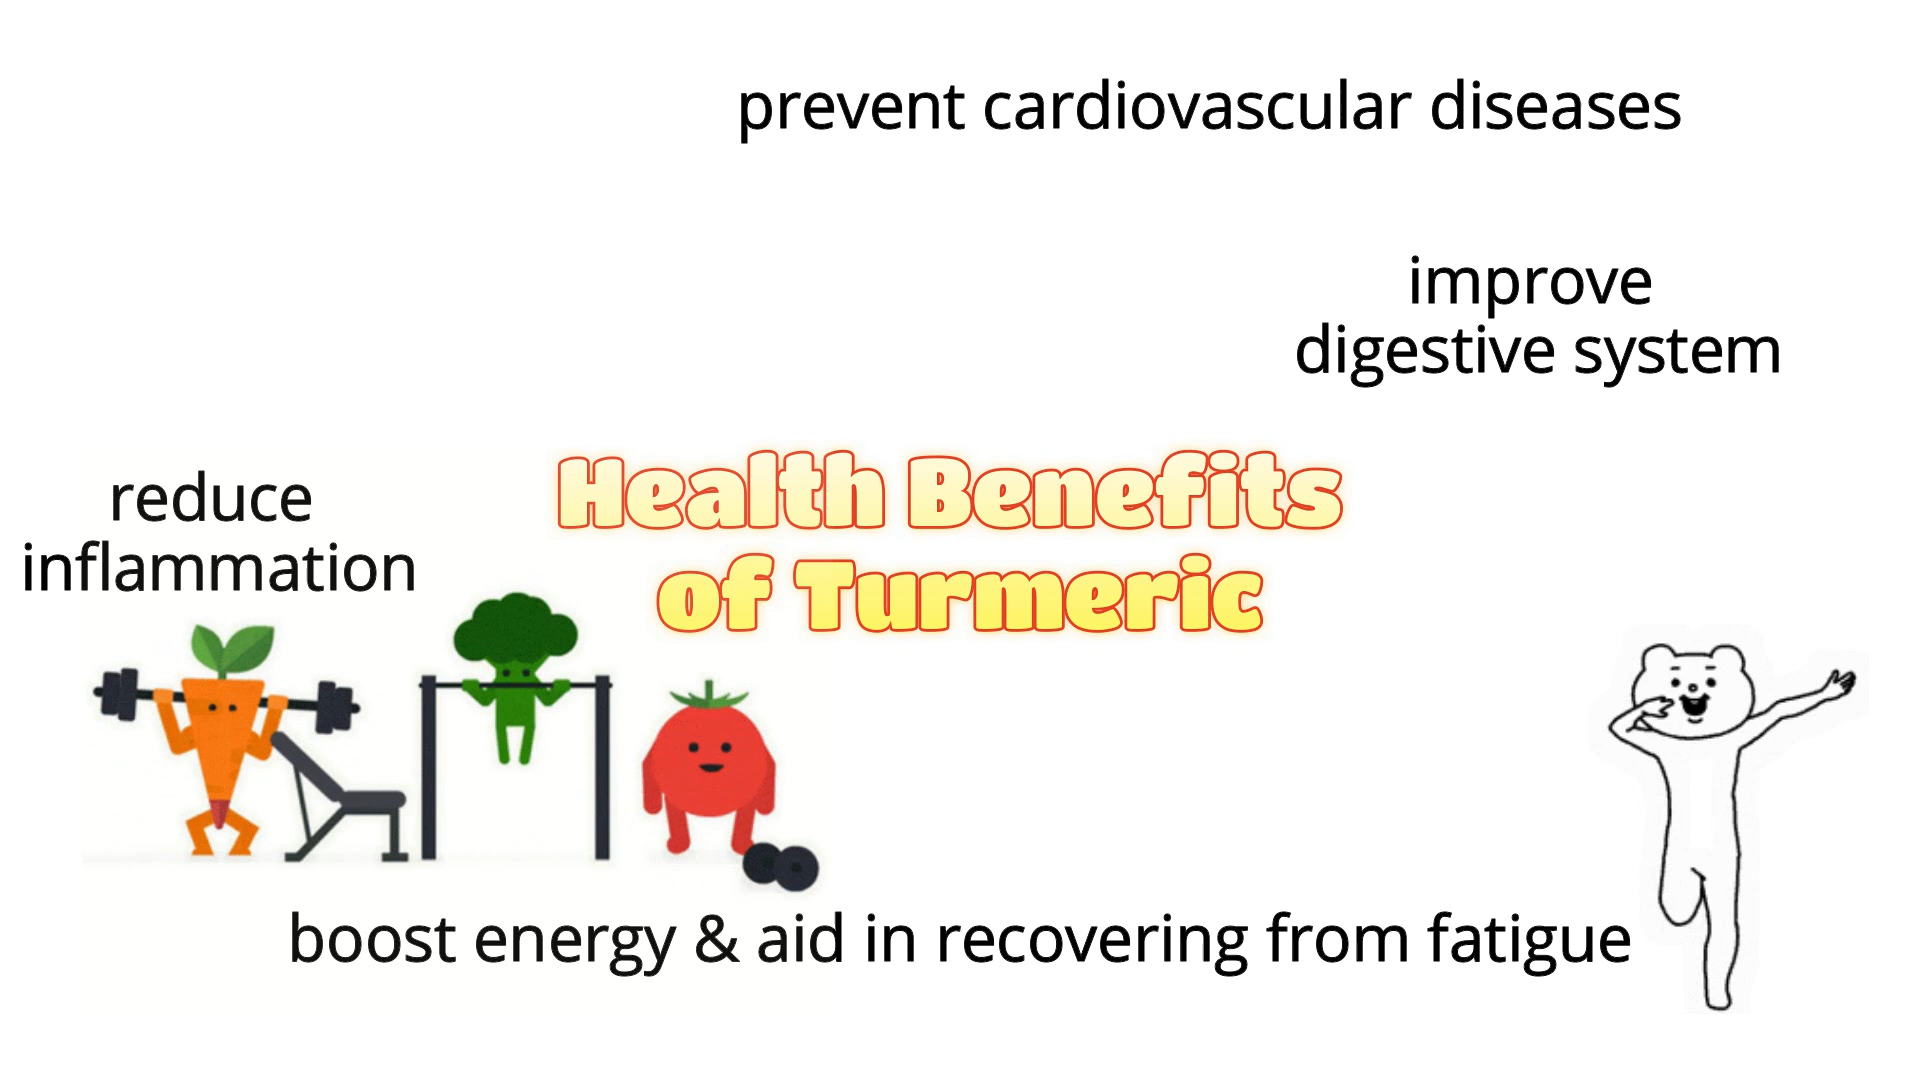 prevent cardiovascular diseases
improve
digestive system
reduce
inflammation
Health Benefits
of Turmeric
boost energy & aid in recovering from fatigue